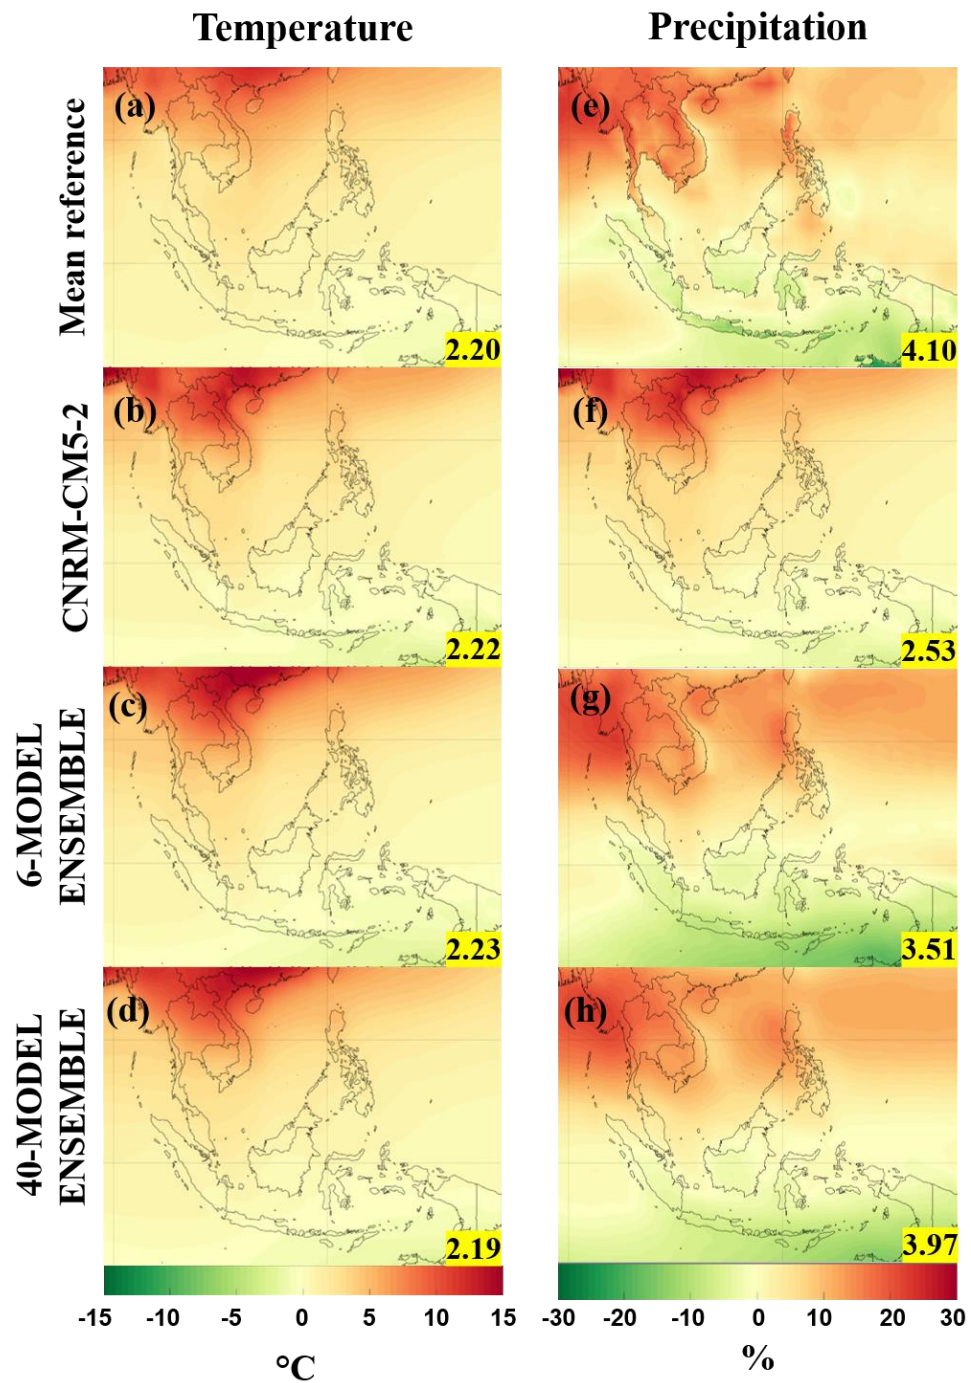 Temperature
Precipitation
Mean reference
(a)
2.20
(e)
4.10
CNRM-CM5-2
(b)
2.22
(f)
2.53
6-MODEL
ENSEMBLE
(c)
2.23
(g)
3.51
40-MODEL
ENSEMBLE
(d)
2.19
(h)
3.97
-15 -10 -5 0 5 10 15
-30 -20 -10 0 10 20 30
°C
%